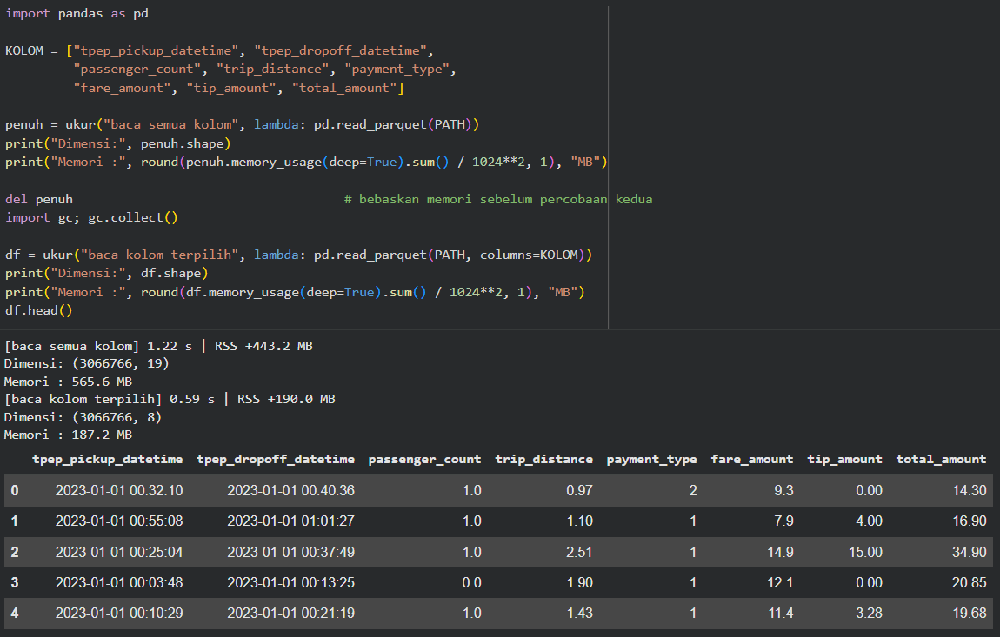 import pandas as pd
KOLOM = ["tpep_pickup_datetime", "tpep_dropoff_datetime",
"passenger_count", "trip_distance", "payment_type",
"fare_amount", "tip_amount", "total_amount"]
penuh = ukur("baca semua kolom", lambda: pd.read_parquet(PATH))
print("Dimensi:", penuh.shape)
print("Memori :", round(penuh.memory_usage(deep=True).sum() / 1024**2, 1), "MB")
del penuh # bebaskan memori sebelum percobaan kedua
import gc; gc.collect()
df = ukur("baca kolom terpilih", lambda: pd.read_parquet(PATH, columns=KOLOM))
print("Dimensi:", df.shape)
print("Memori :", round(df.memory_usage(deep=True).sum() / 1024**2, 1), "MB")
df.head()
[baca semua kolom] 1.22 s | RSS +443.2 MB
Dimensi: (3066766, 19)
Memori : 565.6 MB
[baca kolom terpilih] 0.59 s | RSS +190.0 MB
Dimensi: (3066766, 8)
Memori : 187.2 MB
tpep_pickup_datetime tpep_dropoff_datetime passenger_count trip_distance payment_type fare_amount tip_amount total_amount
0 2023-01-01 00:32:10 2023-01-01 00:40:36 1.0 0.97 2 9.3 0.00 14.30
1 2023-01-01 00:55:08 2023-01-01 01:01:27 1.0 1.10 1 7.9 4.00 16.90
2 2023-01-01 00:25:04 2023-01-01 00:37:49 1.0 2.51 1 14.9 15.00 34.90
3 2023-01-01 00:03:48 2023-01-01 00:13:25 0.0 1.90 1 12.1 0.00 20.85
4 2023-01-01 00:10:29 2023-01-01 00:21:19 1.0 1.43 1 11.4 3.28 19.68